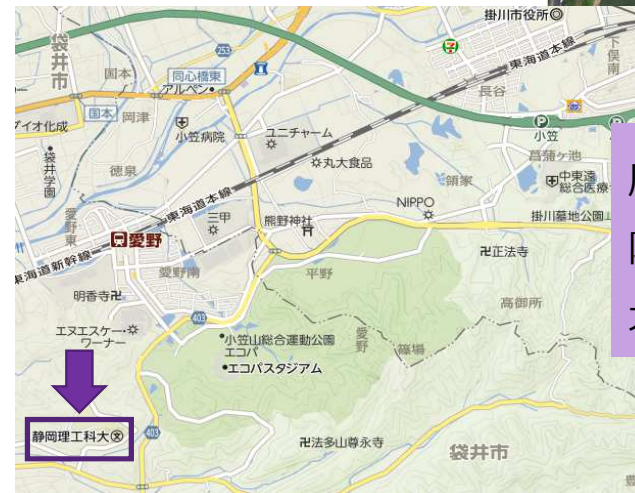 掛川市役所
袋井市
国本
253
同心橋東
アルペン
東海道本線
下俣南
長谷
国本
岡津
ダイオ化成
小笠病院
ユニチャーム
小笠
菖蒲ヶ池
袋井学園
徳泉
丸大食品
領家
中東遠
総合医療
NIPPO
東海道本線
愛野東
三甲
熊野神社
掛川墓地公園
愛野
正法寺
東海道新幹線
愛野南
平野
明香寺
高御所
403
エヌエスケー・
ワーナー
小笠山総合運動公園
エコパ
愛野
篠場
エコパスタジアム
静岡理工科大
403
法多山尊永寺
袋井市